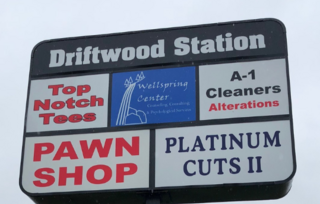 Driftwood Station
Top
Notch
Tees
Wellspring
Center
A-1
Cleaners
Alterations
PAWN
SHOP
PLATINUM
CUTS II